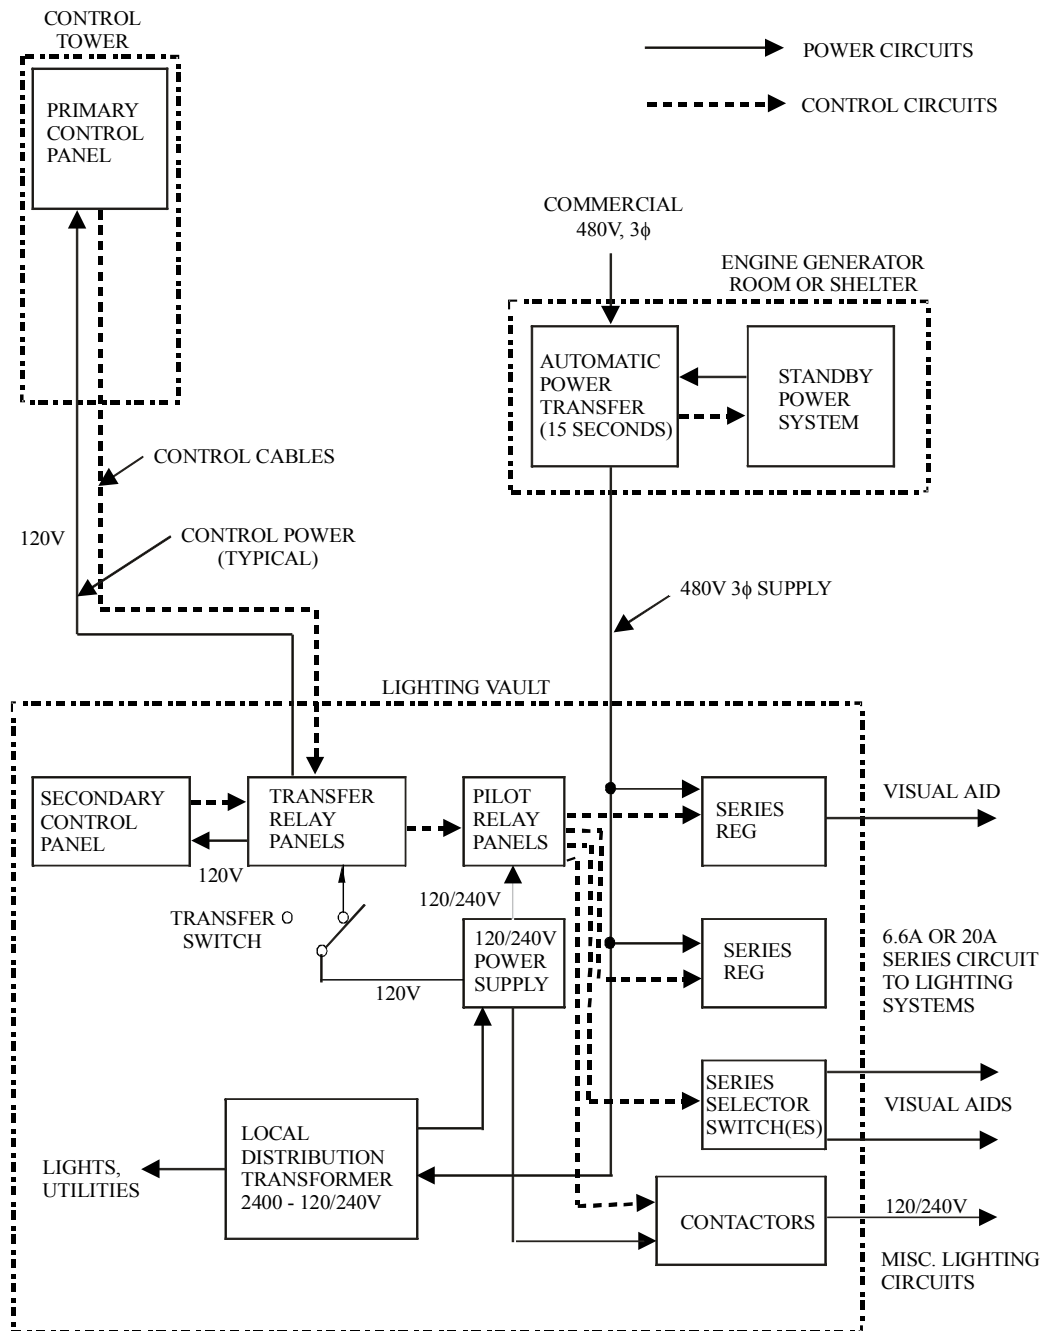 CONTROL
TOWER
PRIMARY
CONTROL
PANEL
POWER CIRCUITS
CONTROL CIRCUITS
COMMERCIAL
480V, 3ϕ
ENGINE GENERATOR
ROOM OR SHELTER
AUTOMATIC
POWER
TRANSFER
(15 SECONDS)
STANDBY
POWER
SYSTEM
CONTROL CABLES
120V
CONTROL POWER
(TYPICAL)
480V 3ϕ SUPPLY
LIGHTING VAULT
SECONDARY
CONTROL
PANEL
TRANSFER
RELAY
PANELS
PILOT
RELAY
PANELS
SERIES
REG
VISUAL AID
120V
120/240V
TRANSFER
SWITCH
120/240V
POWER
SUPPLY
120V
SERIES
REG
6.6A OR 20A
SERIES CIRCUIT
TO LIGHTING
SYSTEMS
SERIES
SELECTOR
SWITCH(ES)
VISUAL AIDS
LOCAL
DISTRIBUTION
TRANSFORMER
2400 - 120/240V
LIGHTS,
UTILITIES
CONTACTORS
120/240V
MISC. LIGHTING
CIRCUITS